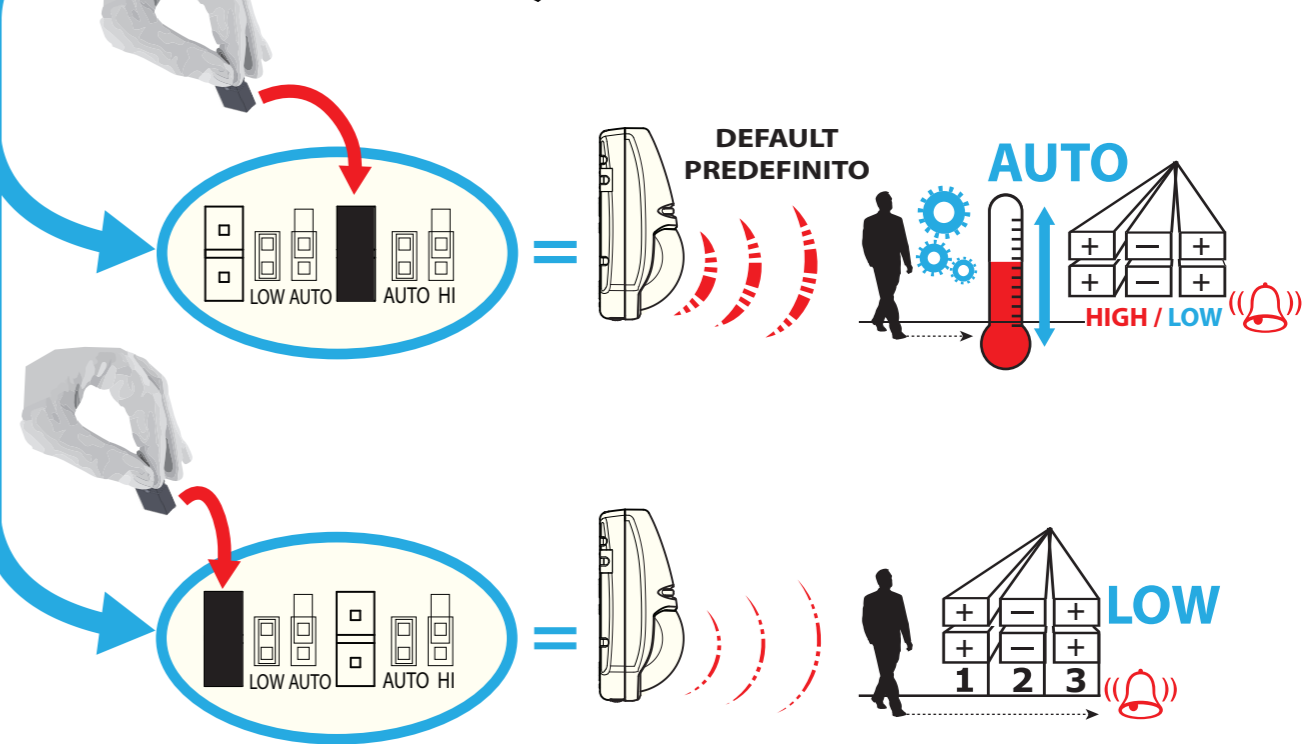 DEFAULT
PREDEFINITO
AUTO
+ — +
+ — +
LOW AUTO AUTO HI
HIGH / LOW
LOW
+ — +
+ — +
1 2 3
LOW AUTO AUTO HI